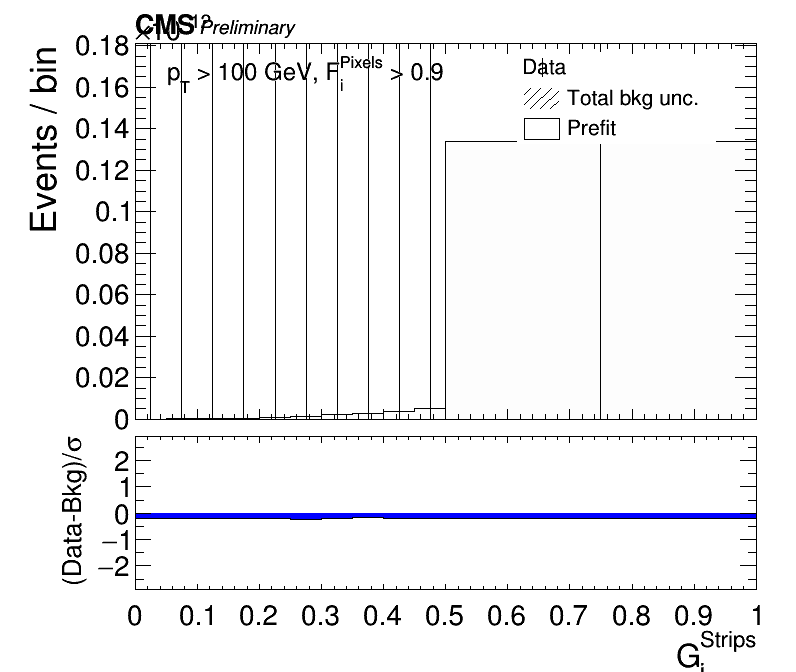 CMS Preliminary
×10
12
0.18
0.16
0.14
0.12
0.1
0.08
0.06
0.04
0.02
0
Events / bin
p_T > 100 GeV, F_i^Pixels > 0.9
Data
Total bkg unc.
Prefit
2
1
0
−1
−2
(Data-Bkg)/σ
0 0.1 0.2 0.3 0.4 0.5 0.6 0.7 0.8 0.9 1
G_i^Strips